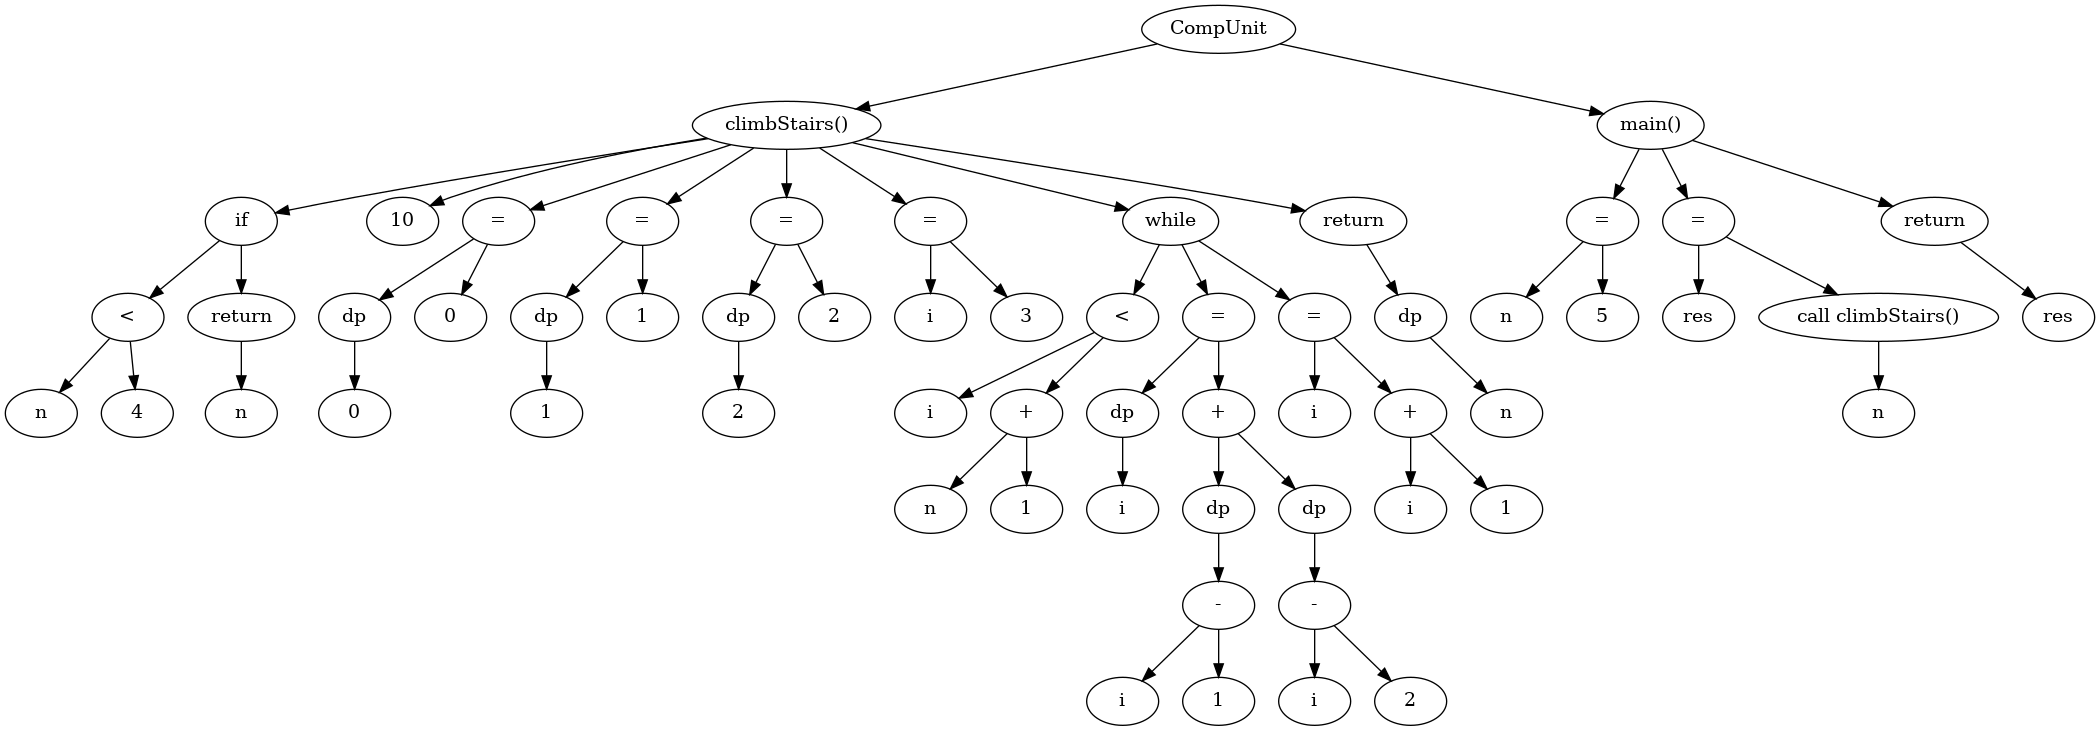 CompUnit
climbStairs() main()
if 10 = = = = while return = = return
< return dp 0 dp 1 dp 2 i 3 < = = dp n 5 res call climbStairs() res
n 4 n 0 1 2 i + dp + i + n n
n 1 i dp dp i 1
- -
i 1 i 2